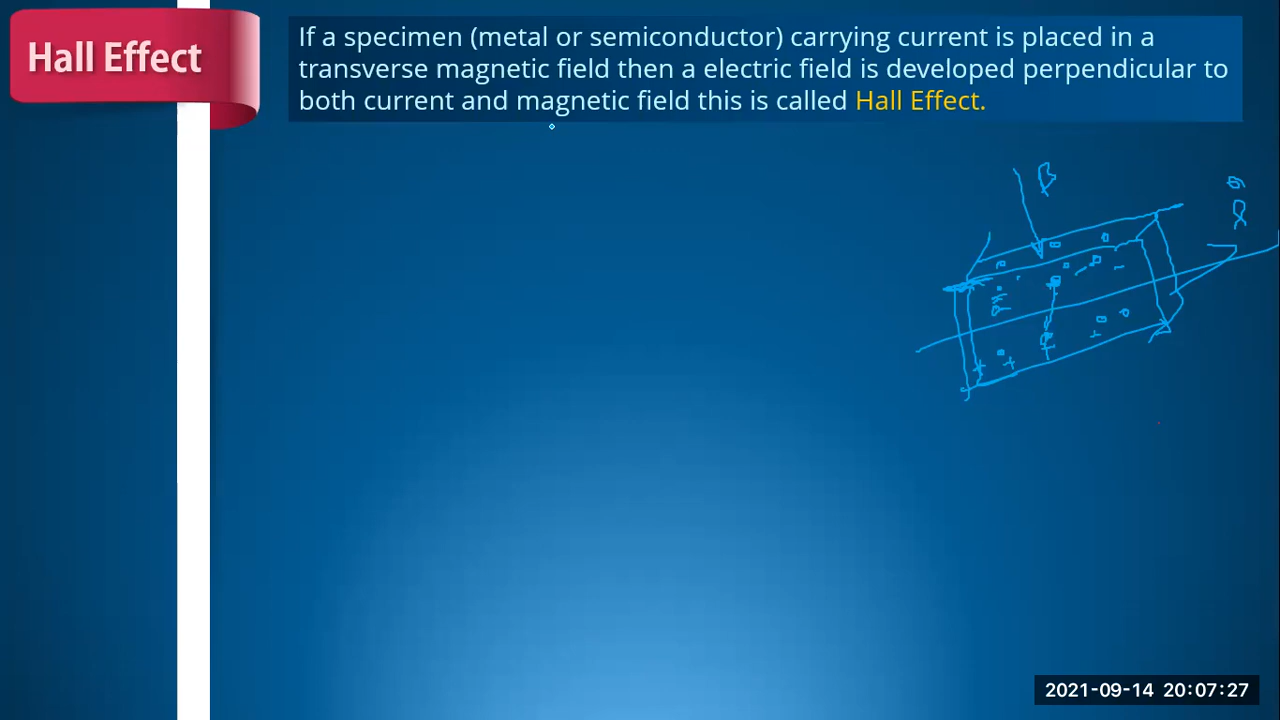 Hall Effect
If a specimen (metal or semiconductor) carrying current is placed in a
transverse magnetic field then a electric field is developed perpendicular to
both current and magnetic field this is called Hall Effect.
B
2021-09-14 20:07:27